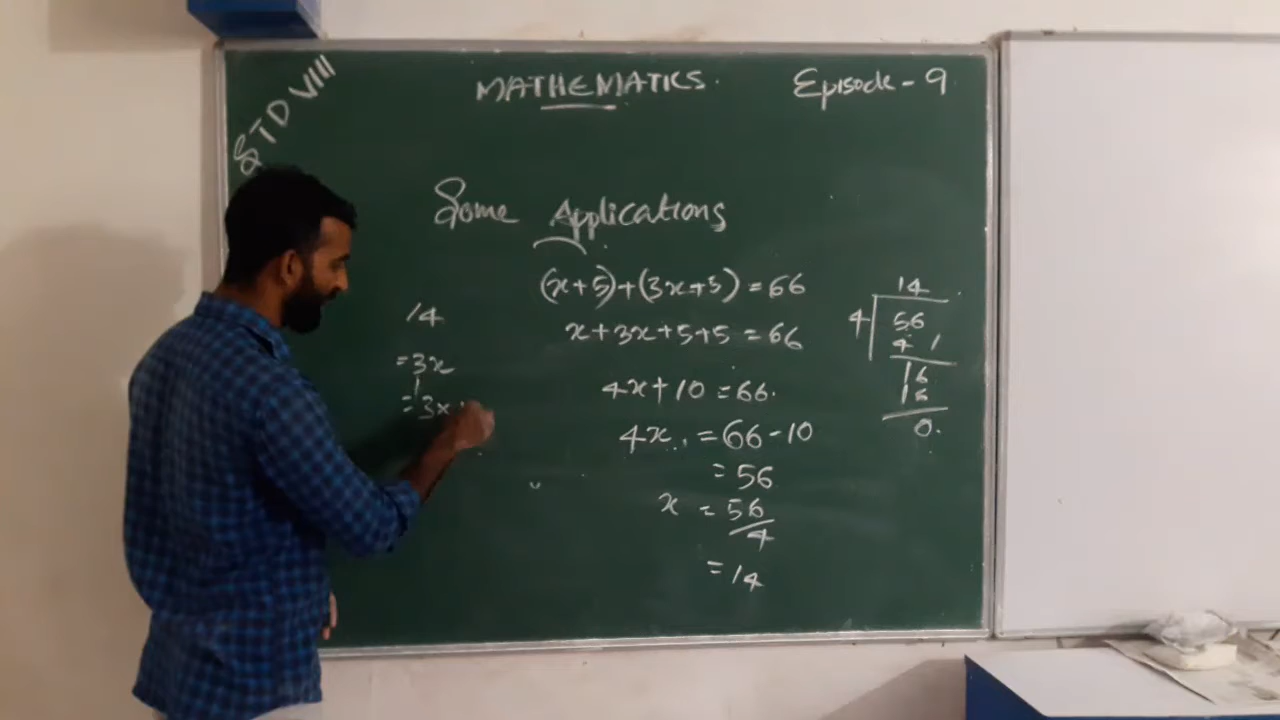 STD VIII
MATHEMATICS.
Episode - 9
Some Applications
(x+5)+(3x+5) = 66
x+3x+5+5 = 66
4x+10 = 66.
4x = 66-10
= 56
x = 56
4
= 14
14
= 3x
= 3x
14
4 56
4
16
16
0.